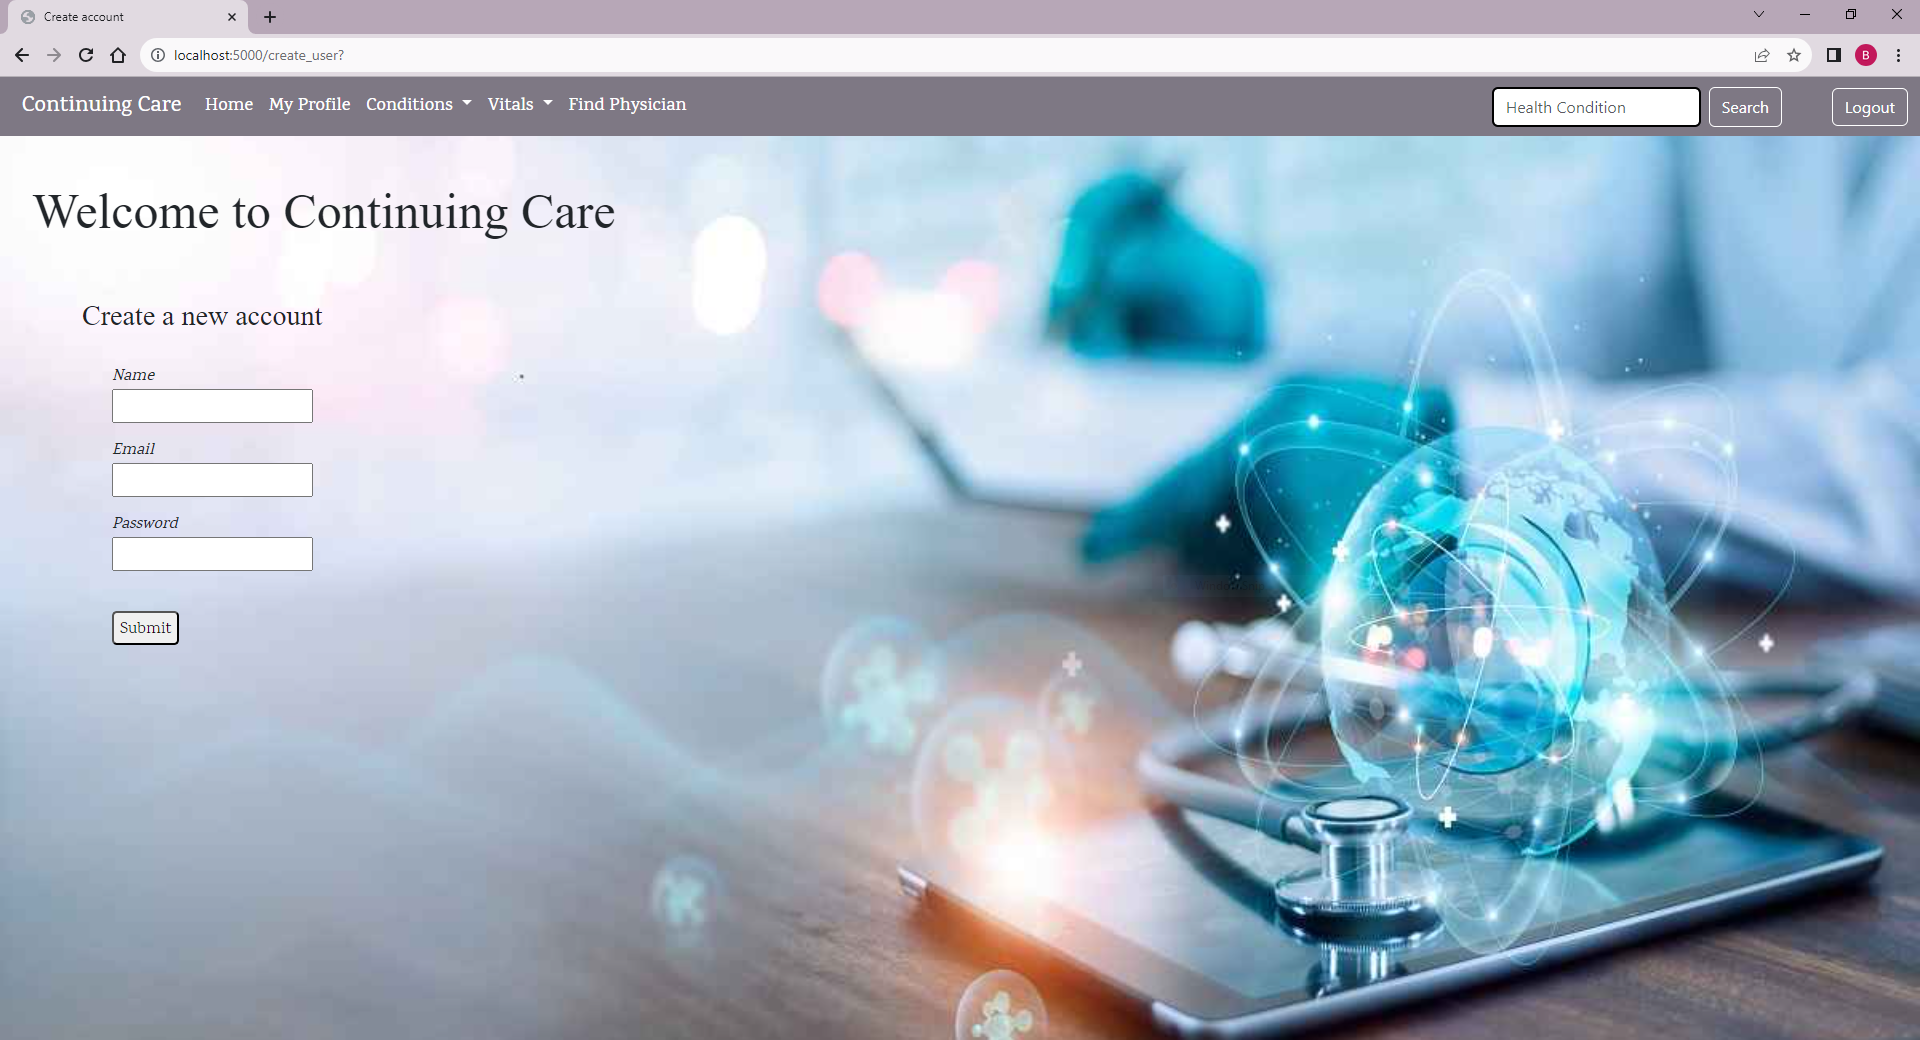 Create account
localhost:5000/create_user?
B
Continuing Care Home My Profile Conditions Vitals Find Physician Health Condition Search Logout
Welcome to Continuing Care
Create a new account
Name
Email
Password
Submit